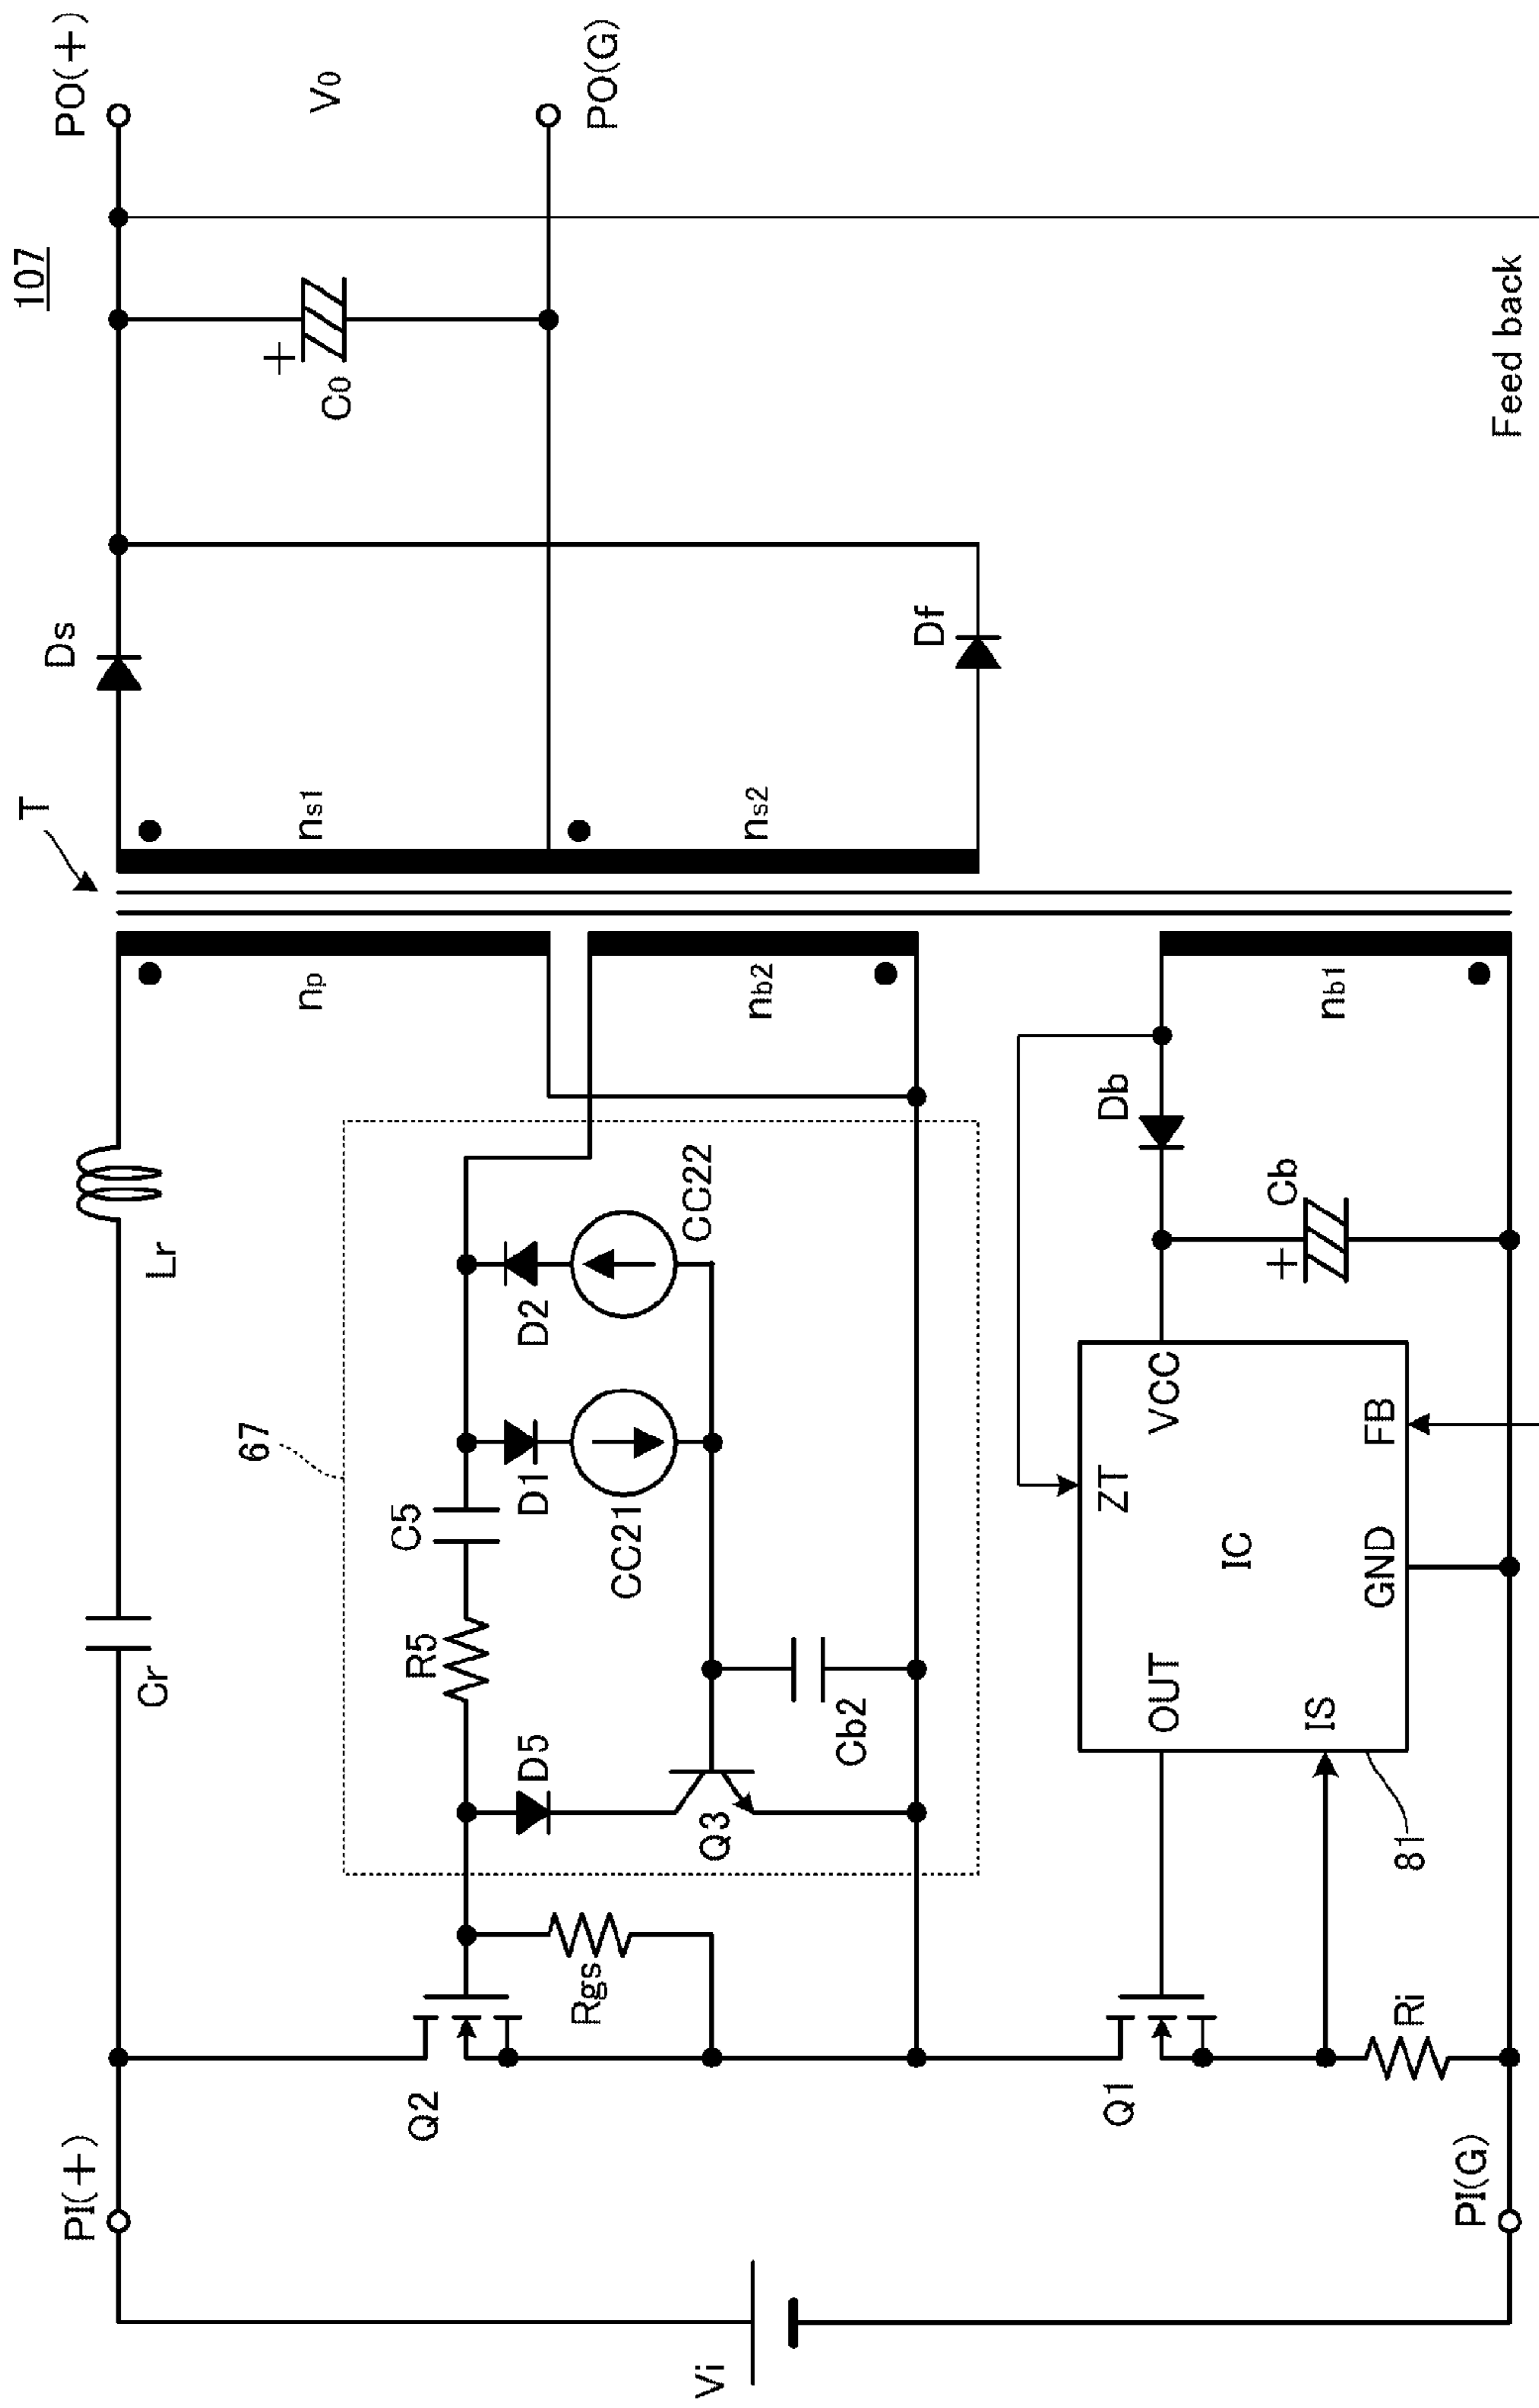 107
T
PI(+)
Cr
Lr
Ds
PO(+)
67
np
ns1
C0
V0
Q2
R5
C5
Rgs
D5
D1
D2
CC21
CC22
Q3
Cb2
nb2
ns2
Df
PO(G)
Vi
Q1
OUT
ZT
VCC
IC
IS
GND
FB
Db
Cb
nb1
Ri
81
PI(G)
Feed back
+
+